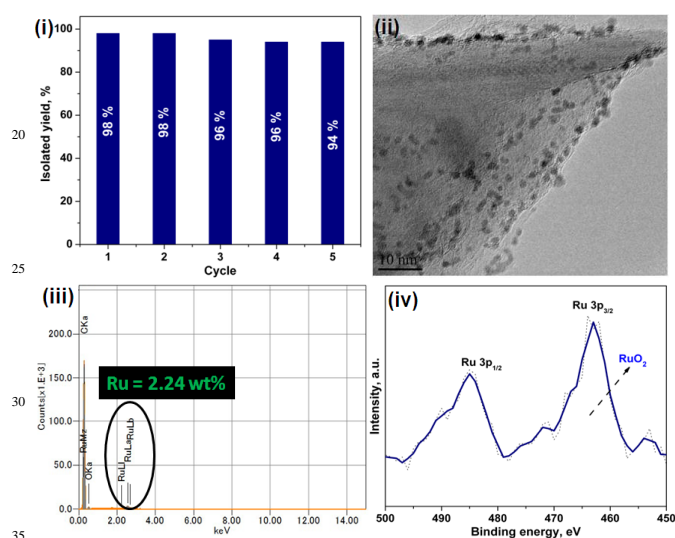 (i)
Isolated yield, %
100
80
60
40
20
0
98 %
98 %
96 %
96 %
94 %
1 2 3 4 5
Cycle
(ii)
10 nm
20
25
30
35
(iii)
Counts[x1.E+3]
200.0
150.0
100.0
50.0
0.0
CKa
RuMz
OKa
RuLl
RuLa
RuLb
Ru = 2.24 wt%
0.00 2.00 4.00 6.00 8.00 10.00 12.00 14.00
keV
(iv)
Intensity, a.u.
Ru 3p1/2
Ru 3p3/2
RuO2
500 490 480 470 460 450
Binding energy, eV